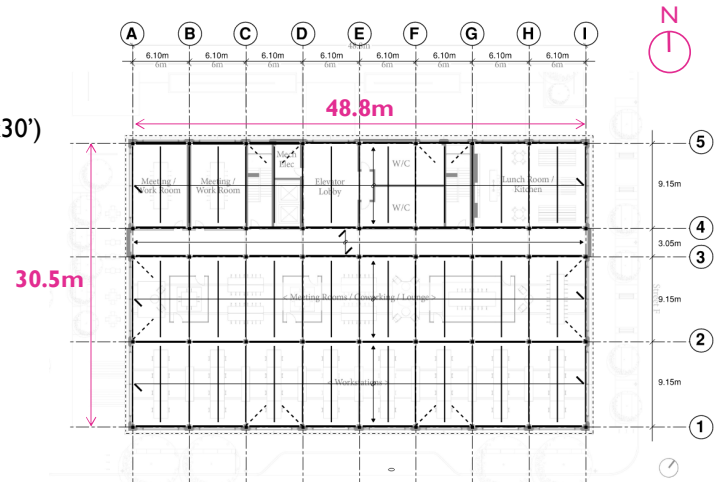 A B C D E F G H I
N
48.8m
6.10m 6.10m 6.10m 6.10m 6.10m 6.10m 6.10m 6.10m
6m 6m 6m 6m 6m 6m 6m 6m
48.8m
30')
5
Mech
Elec
W/C
Meeting /
Work Room
Meeting /
Work Room
Elevator
Lobby
Lunch Room /
Kitchen
9.15m
W/C
4
3.05m
3
30.5m
9.15m
< Meeting Rooms / Coworking / Lounge >
2
9.15m
< Workstations >
1